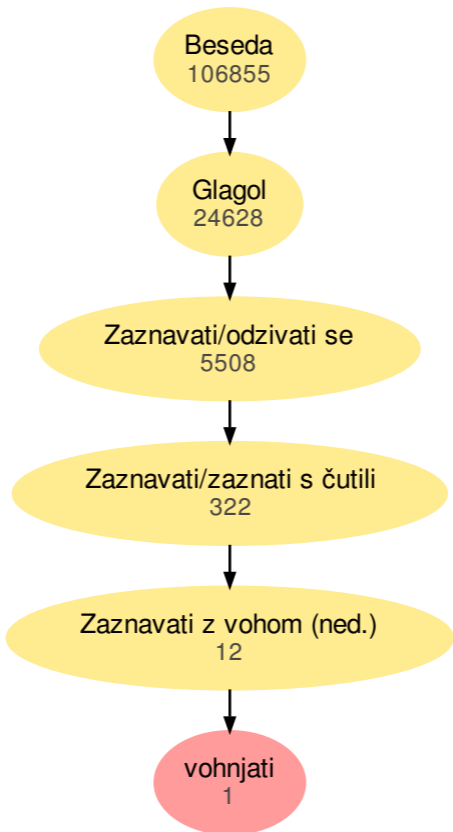 Beseda
106855
Glagol
24628
Zaznavati/odzivati se
5508
Zaznavati/zaznati s čutili
322
Zaznavati z vohom (ned.)
12
vohnjati
1